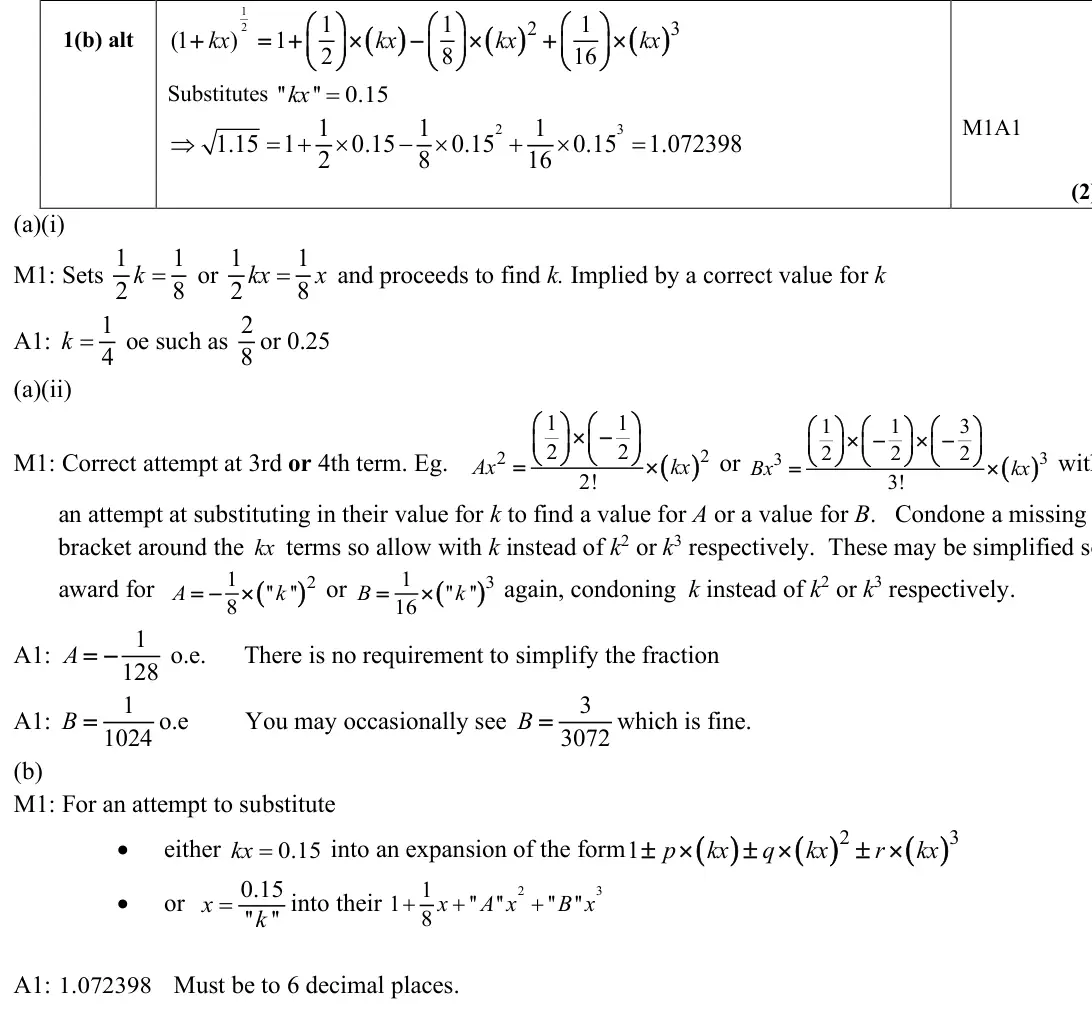 1(b) alt
(1+ kx)^(1/2) = 1+(1/2)×(kx)−(1/8)×(kx)^2+(1/16)×(kx)^3
Substitutes "kx" = 0.15
⇒ √1.15 = 1+ 1/2 ×0.15− 1/8 ×0.15^2 + 1/16 ×0.15^3 = 1.072398
M1A1
(2
(a)(i)
M1: Sets 1/2 k = 1/8 or 1/2 kx = 1/8 x and proceeds to find k. Implied by a correct value for k
A1: k = 1/4 oe such as 2/8 or 0.25
(a)(ii)
M1: Correct attempt at 3rd or 4th term. Eg. Ax^2 = ((1/2)×(−1/2))/2! ×(kx)^2 or Bx^3 = ((1/2)×(−1/2)×(−3/2))/3! ×(kx)^3 wit
an attempt at substituting in their value for k to find a value for A or a value for B. Condone a missing
bracket around the kx terms so allow with k instead of k^2 or k^3 respectively. These may be simplified s
award for A = − 1/8 ×("k")^2 or B = 1/16 ×("k")^3 again, condoning k instead of k^2 or k^3 respectively.
A1: A = − 1/128 o.e. There is no requirement to simplify the fraction
A1: B = 1/1024 o.e You may occasionally see B = 3/3072 which is fine.
(b)
M1: For an attempt to substitute
• either kx = 0.15 into an expansion of the form 1± p×(kx)± q×(kx)^2 ± r×(kx)^3
• or x = 0.15/"k" into their 1+ 1/8 x + "A"x^2 + "B"x^3
A1: 1.072398 Must be to 6 decimal places.